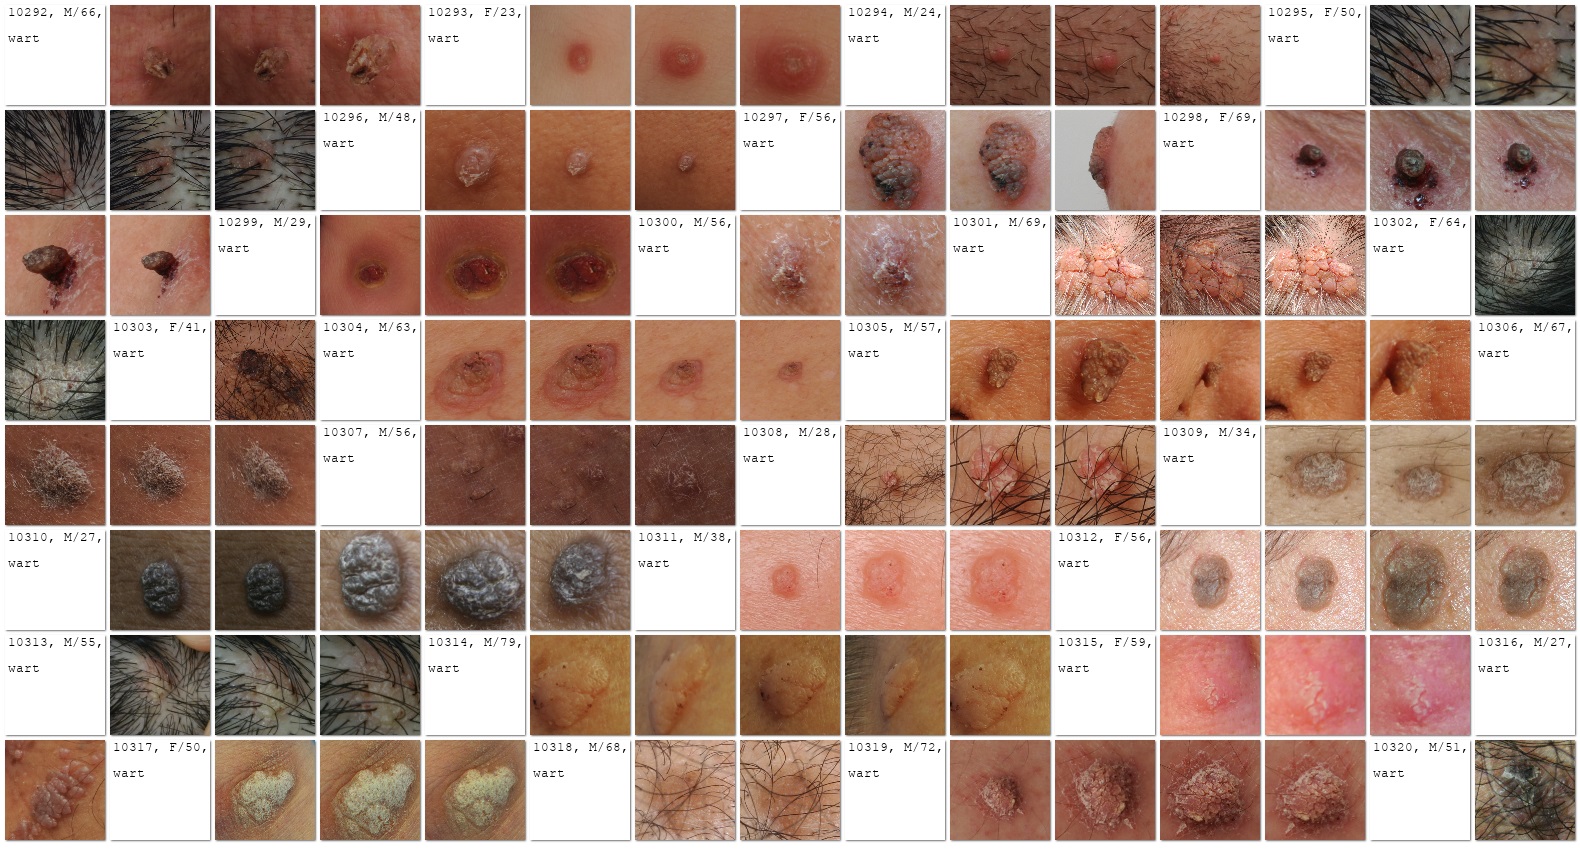 10292, M/66,
wart
10293, F/23,
wart
10294, M/24,
wart
10295, F/50,
wart
10296, M/48,
wart
10297, F/56,
wart
10298, F/69,
wart
10299, M/29,
wart
10300, M/56,
wart
10301, M/69,
wart
10302, F/64,
wart
10303, F/41,
wart
10304, M/63,
wart
10305, M/57,
wart
10306, M/67,
wart
10307, M/56,
wart
10308, M/28,
wart
10309, M/34,
wart
10310, M/27,
wart
10311, M/38,
wart
10312, F/56,
wart
10313, M/55,
wart
10314, M/79,
wart
10315, F/59,
wart
10316, M/27,
wart
10317, F/50,
wart
10318, M/68,
wart
10319, M/72,
wart
10320, M/51,
wart